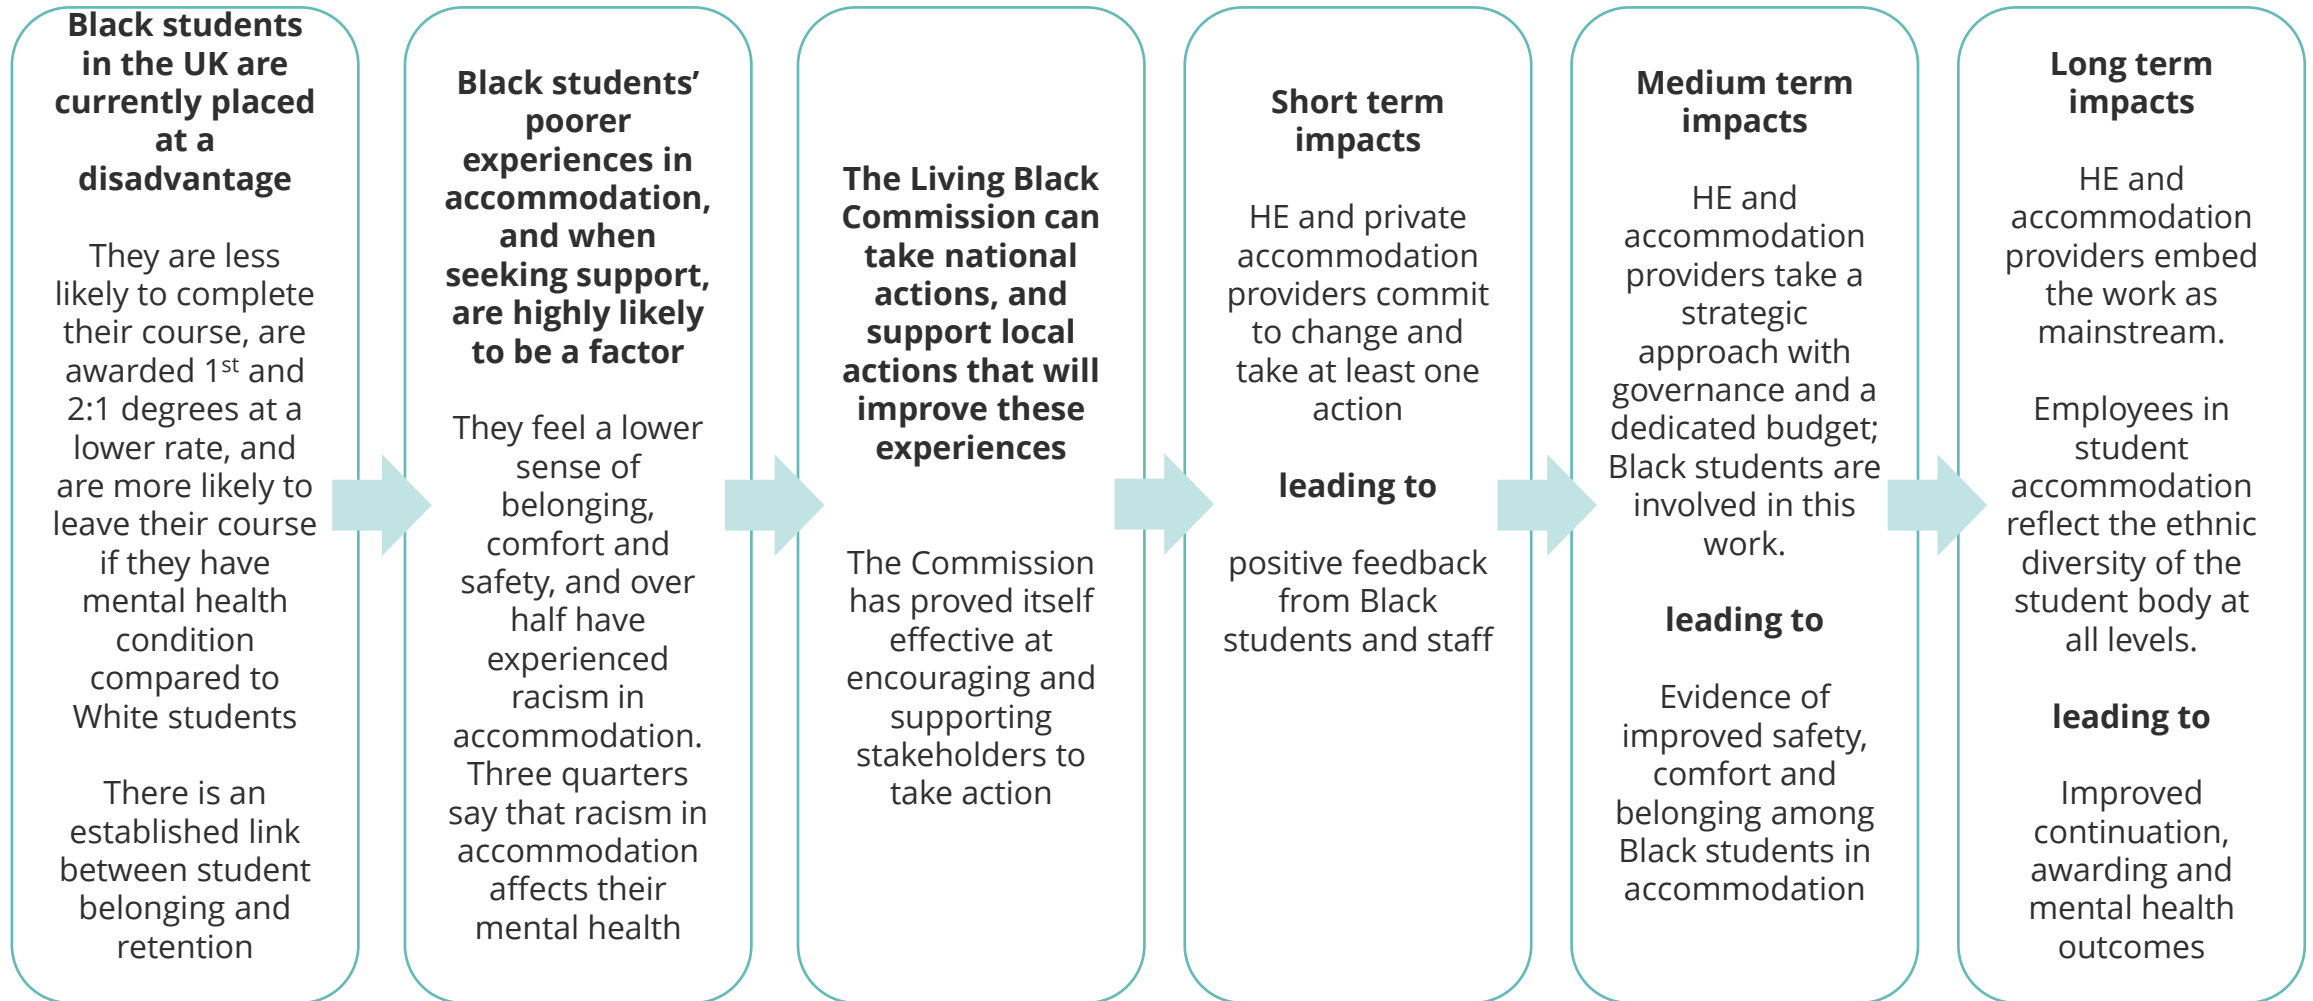 Black students
in the UK are
currently placed
at a
disadvantage
They are less
likely to complete
their course, are
awarded 1st and
2:1 degrees at a
lower rate, and
are more likely to
leave their course
if they have
mental health
condition
compared to
White students
There is an
established link
between student
belonging and
retention
Black students’
poorer
experiences in
accommodation,
and when
seeking support,
are highly likely
to be a factor
They feel a lower
sense of
belonging,
comfort and
safety, and over
half have
experienced
racism in
accommodation.
Three quarters
say that racism in
accommodation
affects their
mental health
The Living Black
Commission can
take national
actions, and
support local
actions that will
improve these
experiences
The Commission
has proved itself
effective at
encouraging and
supporting
stakeholders to
take action
Short term
impacts
HE and private
accommodation
providers commit
to change and
take at least one
action
leading to
positive feedback
from Black
students and staff
Medium term
impacts
HE and
accommodation
providers take a
strategic
approach with
governance and a
dedicated budget;
Black students are
involved in this
work.
leading to
Evidence of
improved safety,
comfort and
belonging among
Black students in
accommodation
Long term
impacts
HE and
accommodation
providers embed
the work as
mainstream.
Employees in
student
accommodation
reflect the ethnic
diversity of the
student body at
all levels.
leading to
Improved
continuation,
awarding and
mental health
outcomes